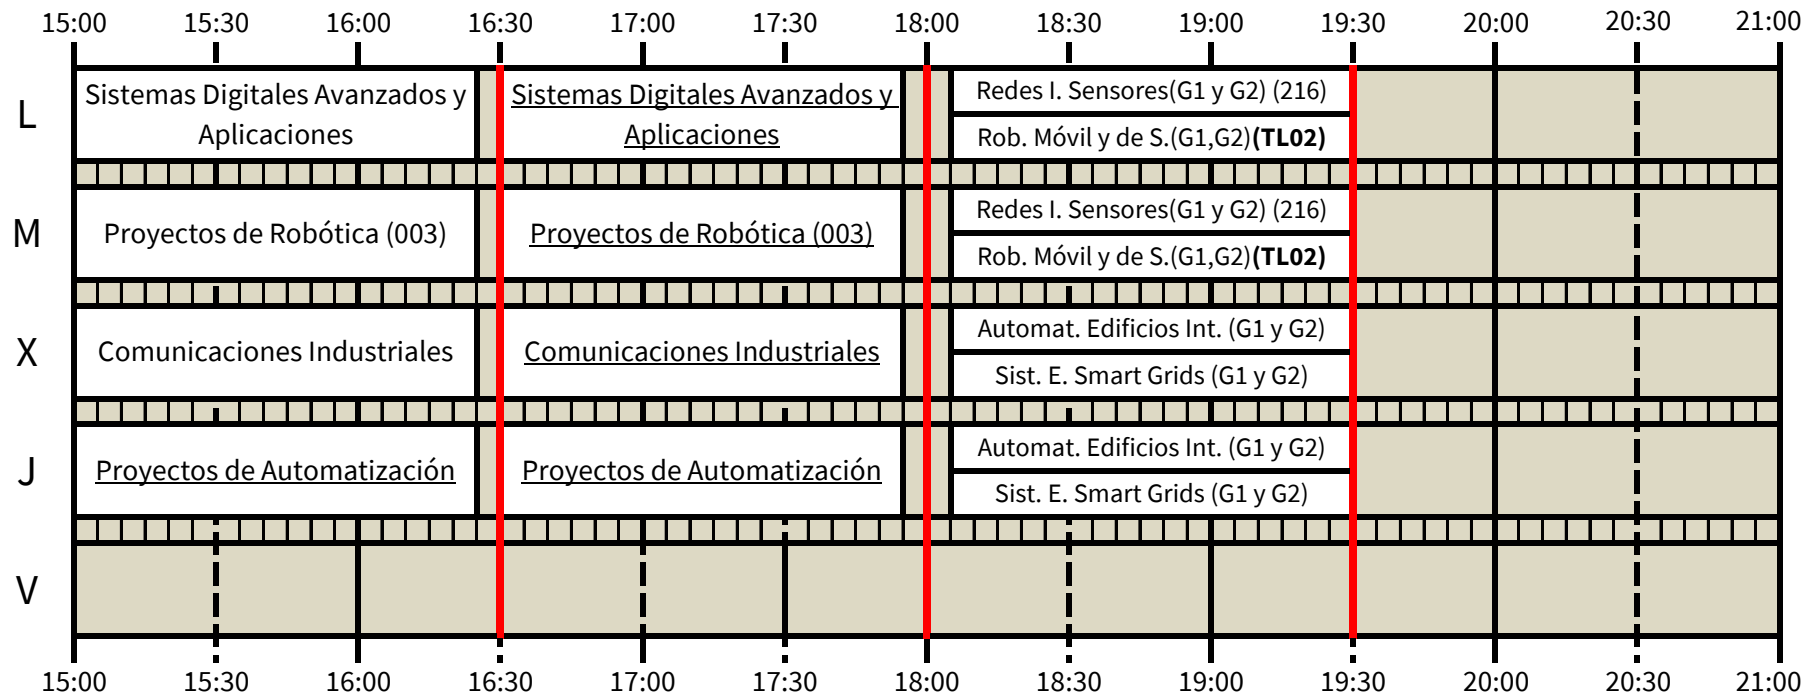 15:00 15:30 16:00 16:30 17:00 17:30 18:00 18:30 19:00 19:30 20:00 20:30 21:00
L
Sistemas Digitales Avanzados y
Aplicaciones
Sistemas Digitales Avanzados y
Aplicaciones
Redes I. Sensores(G1 y G2) (216)
Rob. Móvil y de S.(G1,G2)(TL02)
M
Proyectos de Robótica (003)
Proyectos de Robótica (003)
Redes I. Sensores(G1 y G2) (216)
Rob. Móvil y de S.(G1,G2)(TL02)
X
Comunicaciones Industriales
Comunicaciones Industriales
Automat. Edificios Int. (G1 y G2)
Sist. E. Smart Grids (G1 y G2)
J
Proyectos de Automatización
Proyectos de Automatización
Automat. Edificios Int. (G1 y G2)
Sist. E. Smart Grids (G1 y G2)
V
15:00 15:30 16:00 16:30 17:00 17:30 18:00 18:30 19:00 19:30 20:00 20:30 21:00